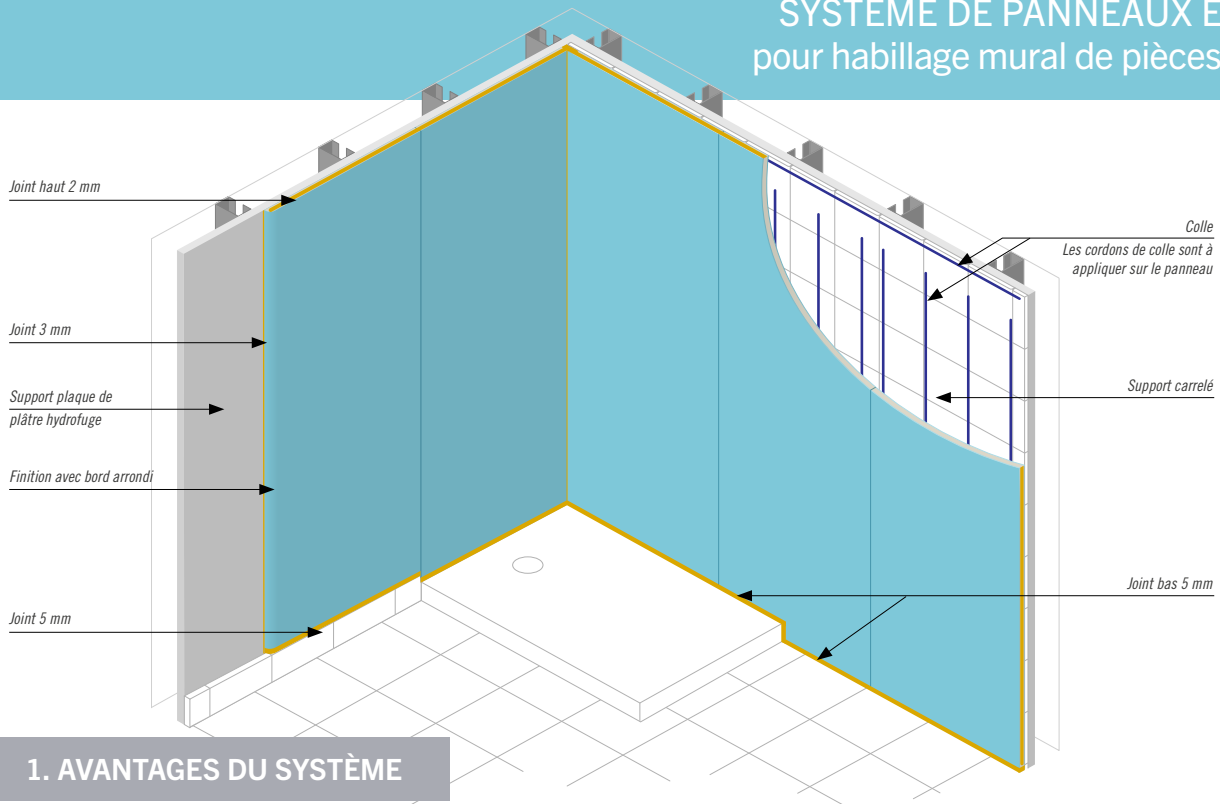 SYSTÈME DE PANNEAUX E
pour habillage mural de pièces
Joint haut 2 mm
Joint 3 mm
Support plaque de
plâtre hydrofuge
Finition avec bord arrondi
Joint 5 mm
Colle
Les cordons de colle sont à
appliquer sur le panneau
Support carrelé
Joint bas 5 mm
1. AVANTAGES DU SYSTÈME